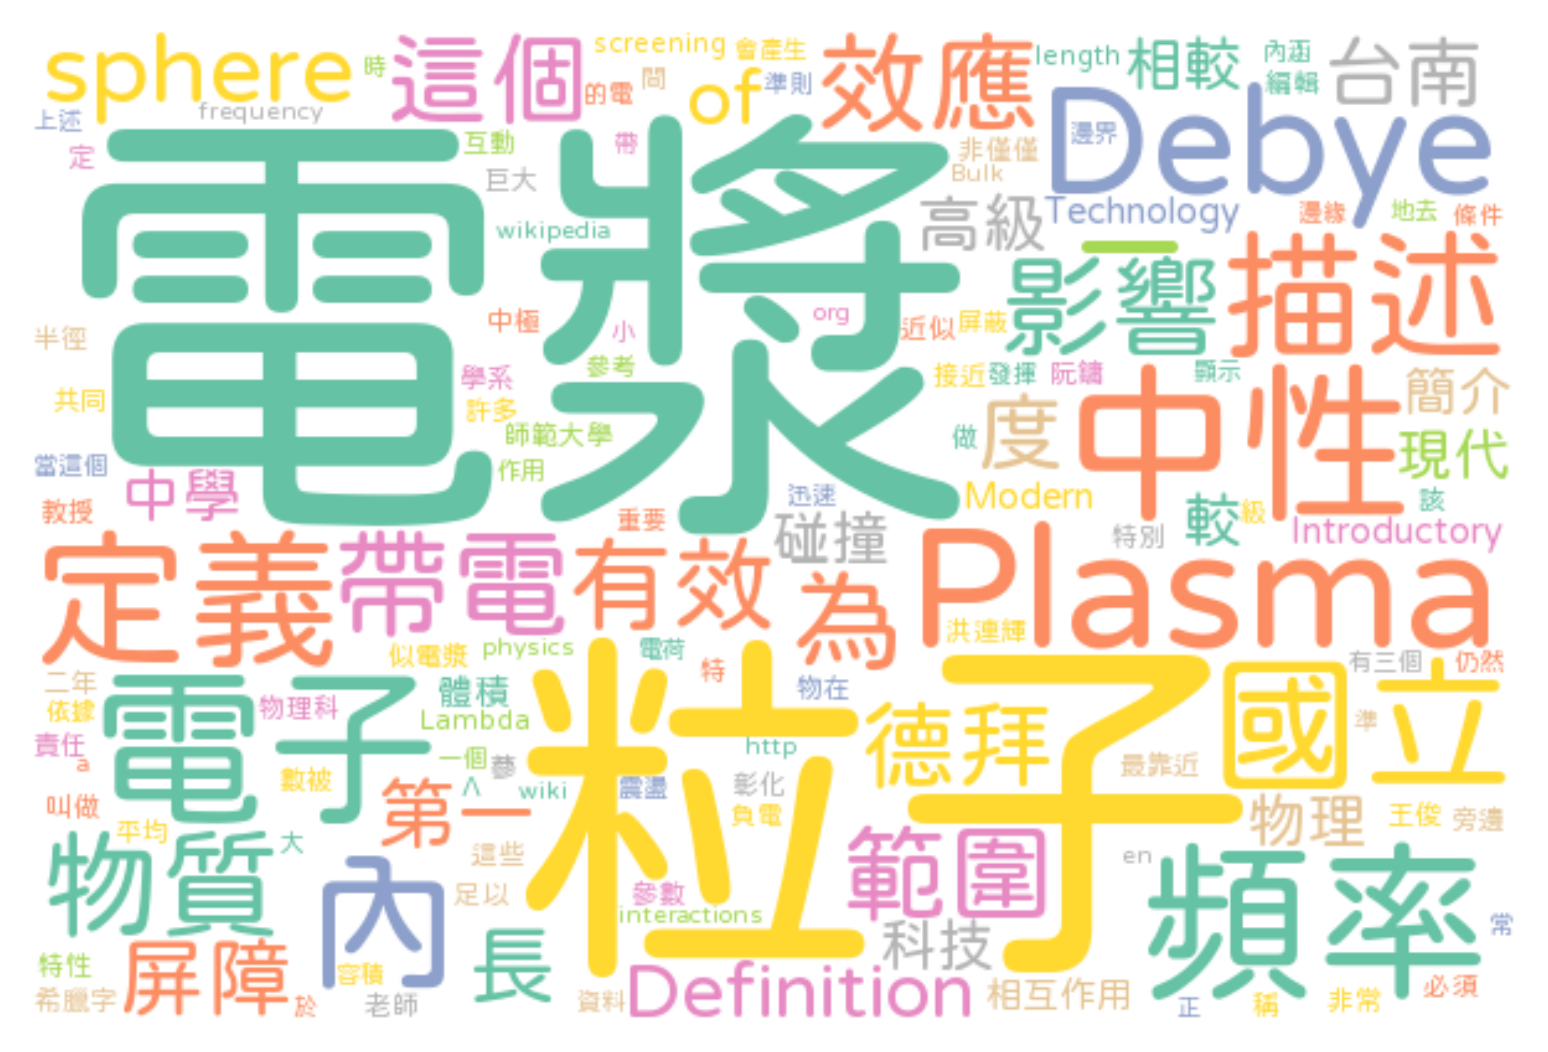 sphere
時
這個
screening
會產生
的電
間
of
準則
效應
length
相較
內函
編輯
台南
上述
frequency
定
電漿
互動
帶
巨大
wikipedia
非僅僅
Bulk
Debye
邊界
高級
Technology
邊緣
地去
條件
一
影響
描述
半徑
中極
小
org
近似
屏蔽
共同
學系
參考
許多
師範大學
作用
接近
發揮
阮鏞
顯示
簡介
做
度
中性
現代
當這個
中學
教授
重要
迅速
碰撞
Modern
特別
較
級
該
Introductory
定義
帶電
有效
為
Plasma
洪連輝
似電漿
physics
電荷
特
物在
有三個
仍然
二年
依據
責任
a
電子
物理科
體積
Lambda
一個
蔘
^
wiki
粒子
http
震盪
彰化
負電
德拜
最靠近
國立
準
叫做
平均
數被
第一
物理
王俊
旁邊
物質
大
這些
足以
內
範圍
en
頻率
參數
interactions
科技
常
特性
希臘字
屏障
於
容積
老師
長
資料
Definition
相互作用
正
稱
非常
必須